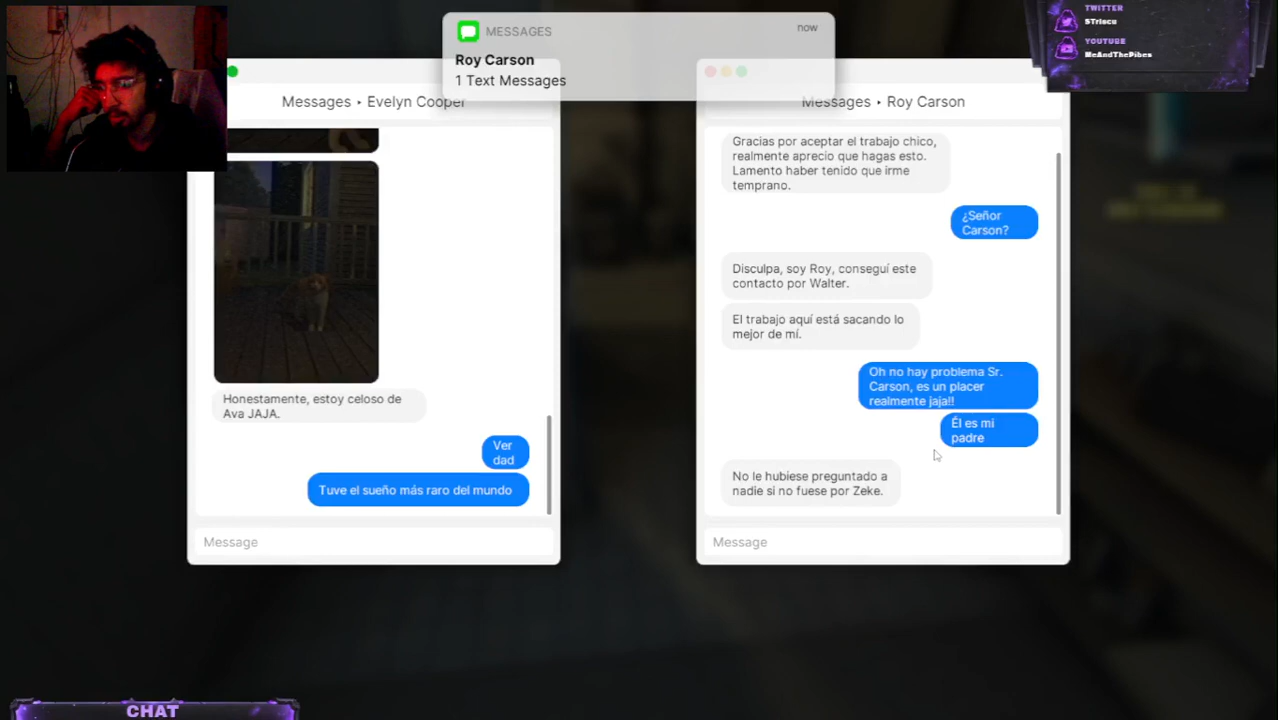 MESSAGES
now
Roy Carson
1 Text Messages
TWITTER
STriscu
YOUTUBE
MeAndThePibes
Messages ▸ Evelyn Cooper
Honestamente, estoy celoso de
Ava JAJA.
Ver
dad
Tuve el sueño más raro del mundo
Message
Messages ▸ Roy Carson
Gracias por aceptar el trabajo chico,
realmente aprecio que hagas esto.
Lamento haber tenido que irme
temprano.
¿Señor
Carson?
Disculpa, soy Roy, conseguí este
contacto por Walter.
El trabajo aquí está sacando lo
mejor de mí.
Oh no hay problema Sr.
Carson, es un placer
realmente jaja!!
Él es mi
padre
No le hubiese preguntado a
nadie si no fuese por Zeke.
Message
CHAT